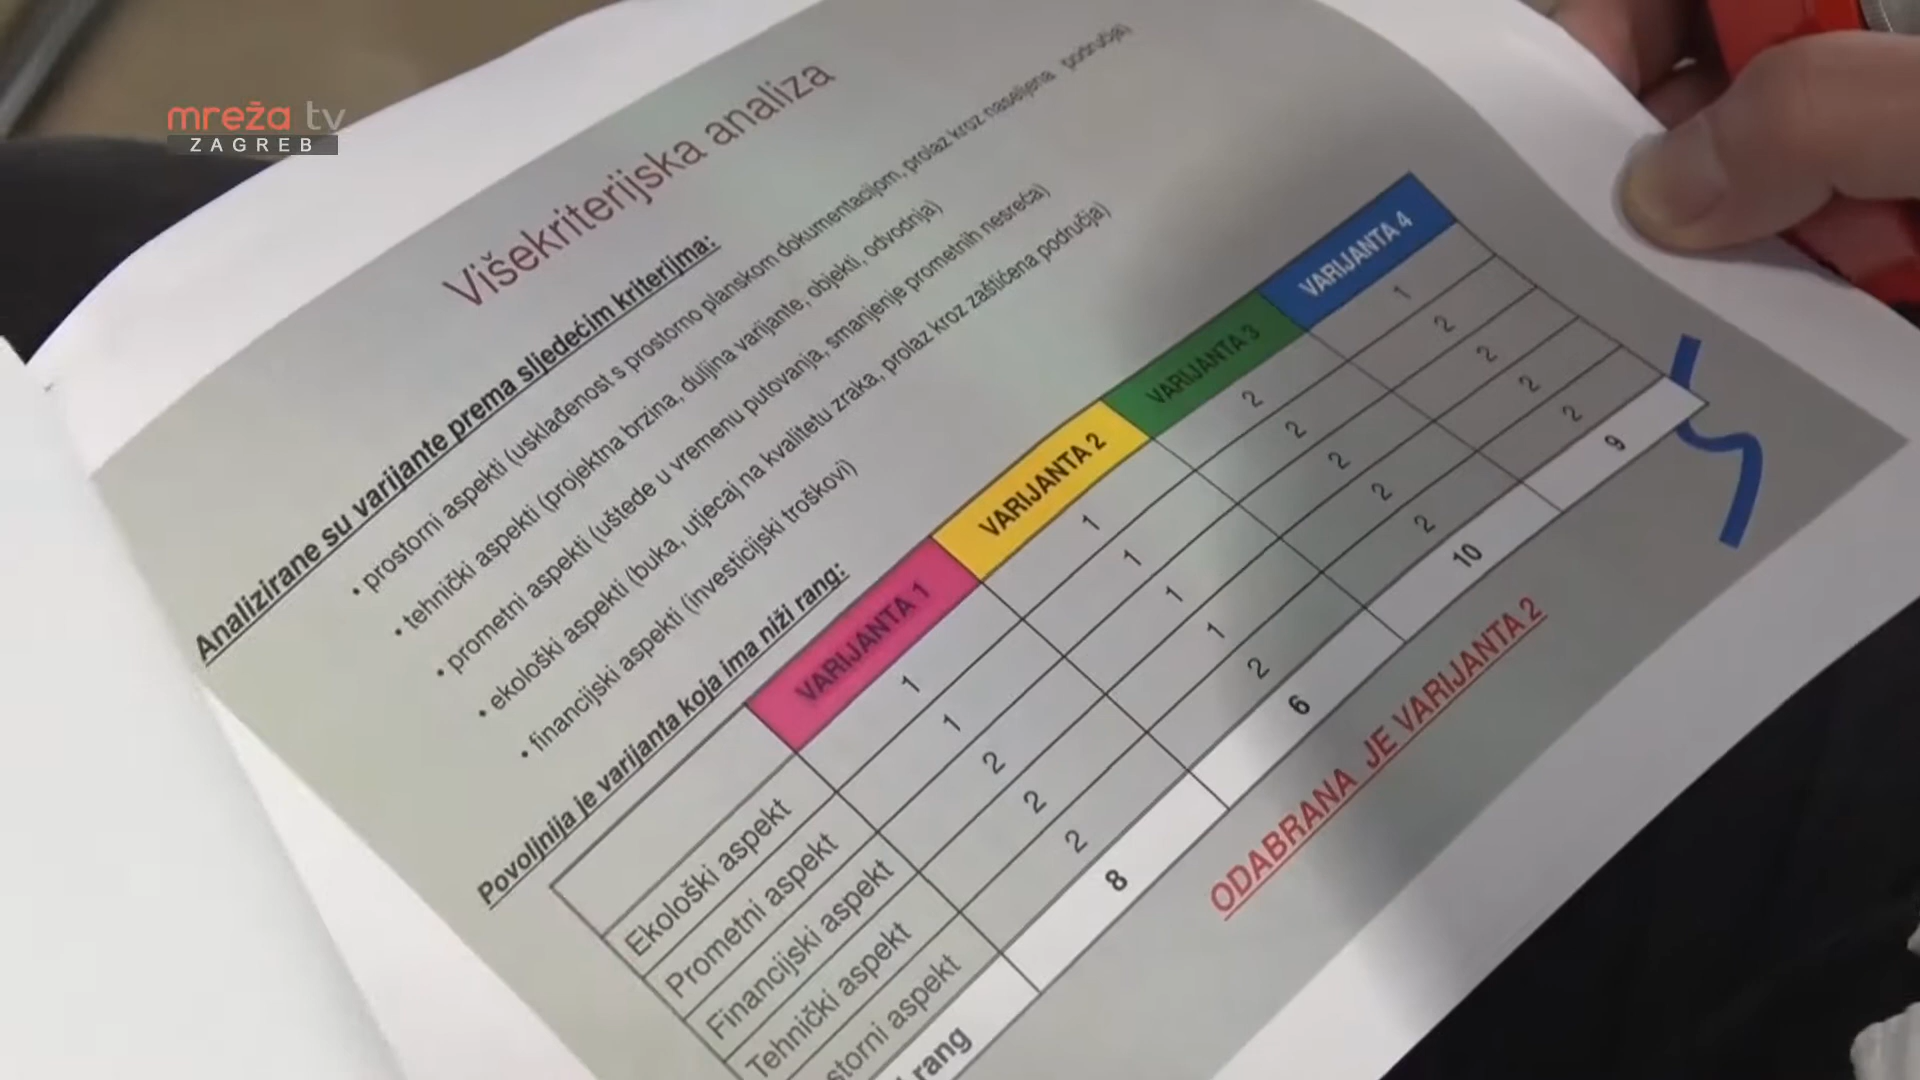 mreža tv
ZAGREB
Višekriterijska analiza
Analizirane su varijante prema sljedećim kriterijma:
• prostorni aspekti (usklađenost s prostorno planskom dokumentacijom, prolaz kroz naseljena područja)
• tehnički aspekti (projektna brzina, duljina varijante, objekti, odvodnja)
• prometni aspekti (uštede u vremenu putovanja, smanjenje prometnih nesreća)
• ekološki aspekti (buka, utjecaj na kvalitetu zraka, prolaz kroz zaštićena područja)
• financijski aspekti (investicijski troškovi)
Povoljnija je varijanta koja ima niži rang:
VARIJANTA 1 VARIJANTA 2 VARIJANTA 3 VARIJANTA 4
Ekološki aspekt 1 1 2 1
Prometni aspekt 1 1 2 2
Financijski aspekt 2 1 2 2
Tehnički aspekt 2 1 2 2
storni aspekt 2 2 2 2
rang 8 6 10 9
ODABRANA JE VARIJANTA 2